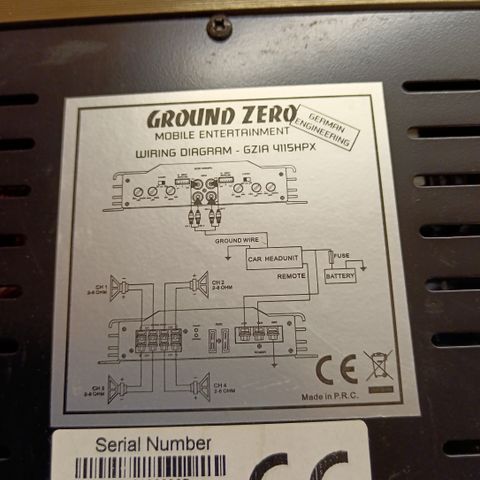 GROUND ZERO
GERMAN
ENGINEERING
MOBILE ENTERTAINMENT
WIRING DIAGRAM - GZIA 4115HPX
GROUND WIRE
CAR HEADUNIT
FUSE
REMOTE
BATTERY
CH 1
2-8 OHM
CH 2
2-8 OHM
CH 3
2-8 OHM
CH 4
2-8 OHM
CE
Made in P.R.C.
Serial Number
CE